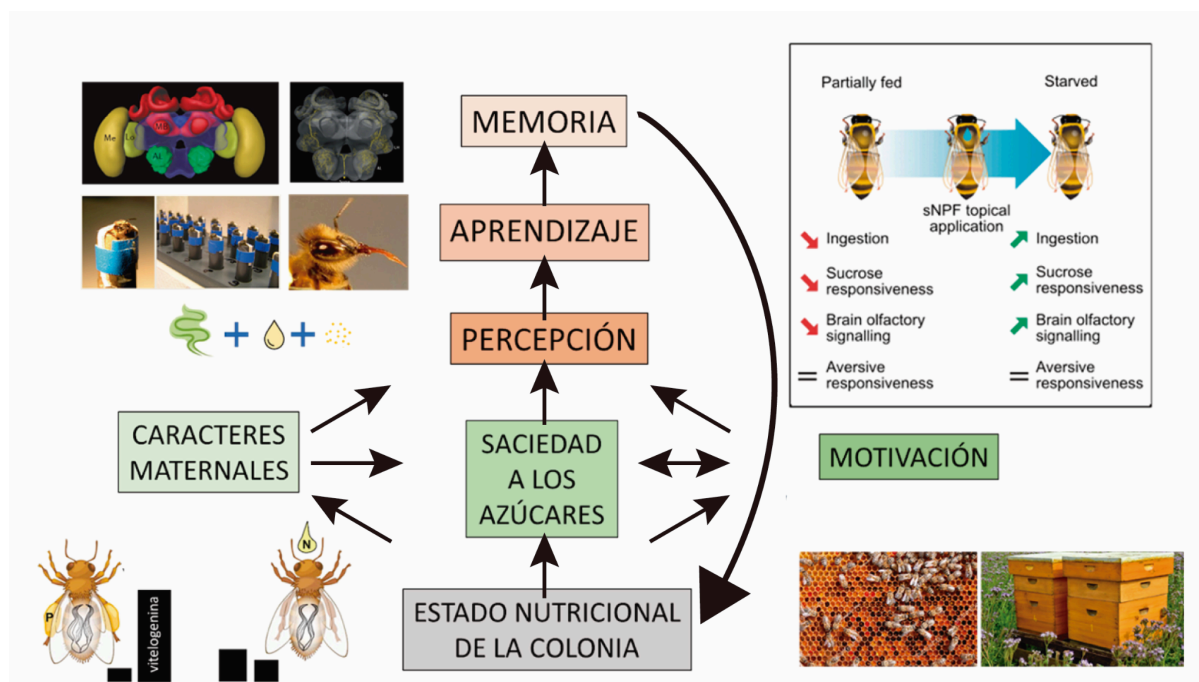 MEMORIA
APRENDIZAJE
PERCEPCIÓN
CARACTERES
MATERNALES
SACIEDAD
A LOS
AZÚCARES
MOTIVACIÓN
ESTADO NUTRICIONAL
DE LA COLONIA
Me
Lo
MB
AL
Partially fed
Starved
sNPF topical
application
Ingestion
Sucrose
responsiveness
Brain olfactory
signalling
Aversive
responsiveness
Ingestion
Sucrose
responsiveness
Brain olfactory
signalling
Aversive
responsiveness
P
vitelogenina
N